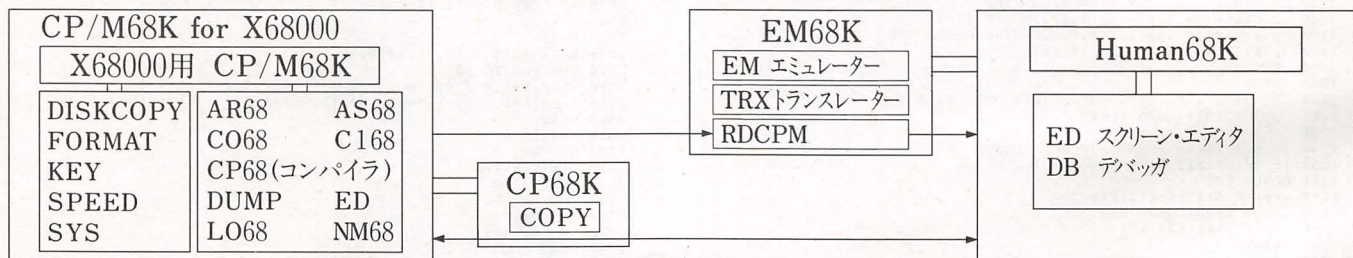 CP/M68K for X68000
X68000用 CP/M68K
DISKCOPY
FORMAT
KEY
SPEED
SYS
AR68 AS68
CO68 C168
CP68(コンパイラ)
DUMP ED
LO68 NM68
CP68K
COPY
EM68K
EM エミュレーター
TRXトランスレーター
RDCPM
Human68K
ED スクリーン・エディタ
DB デバッガ